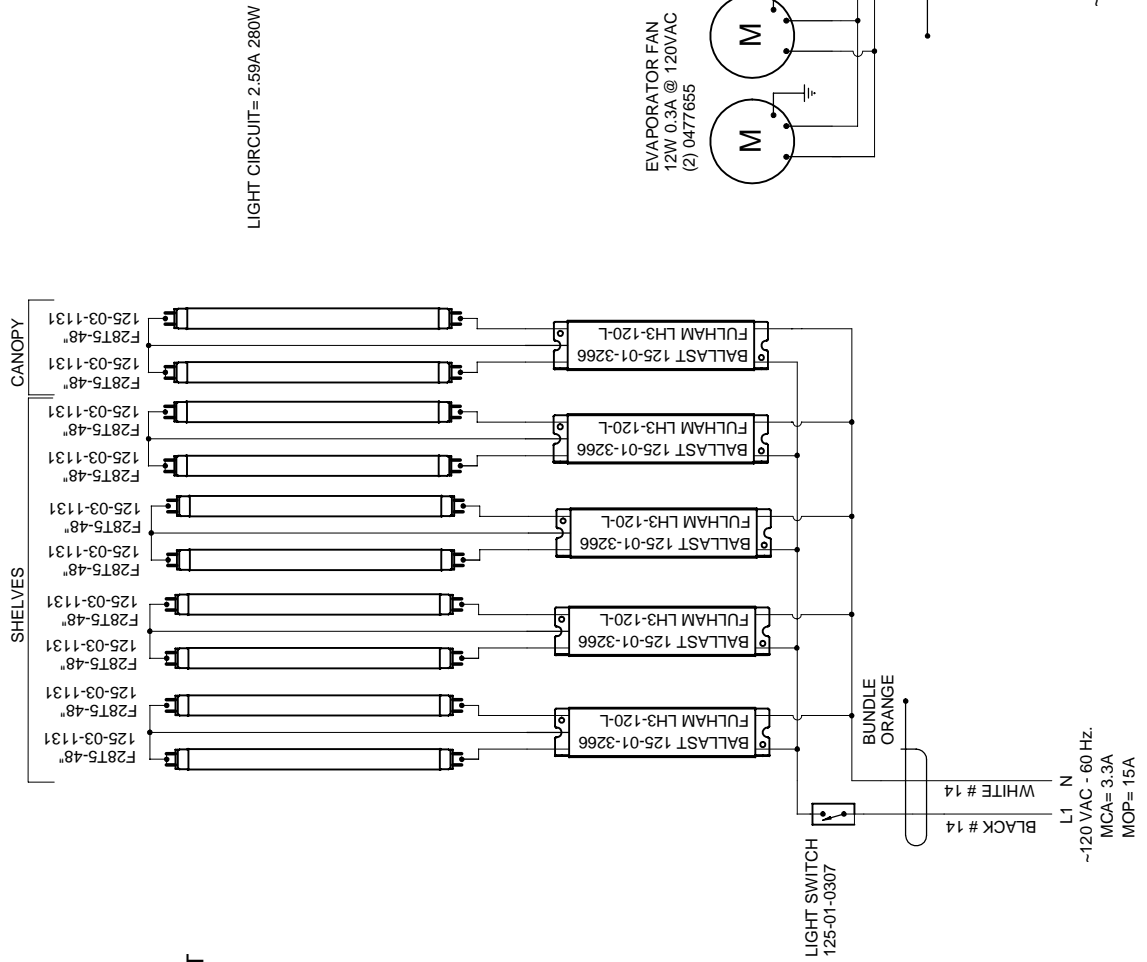 LIGHT CIRCUIT= 2.59A 280W
EVAPORATOR FAN
12W 0.3A @ 120VAC
(2) 0477655
M
M
CANOPY
SHELVES
F28T5-48"
125-03-1131
F28T5-48"
125-03-1131
F28T5-48"
125-03-1131
F28T5-48"
125-03-1131
F28T5-48"
125-03-1131
F28T5-48"
125-03-1131
F28T5-48"
125-03-1131
F28T5-48"
125-03-1131
F28T5-48"
125-03-1131
F28T5-48"
125-03-1131
BALLAST 125-01-3266
FULHAM LH3-120-L
BALLAST 125-01-3266
FULHAM LH3-120-L
BALLAST 125-01-3266
FULHAM LH3-120-L
BALLAST 125-01-3266
FULHAM LH3-120-L
BALLAST 125-01-3266
FULHAM LH3-120-L
BUNDLE
ORANGE
WHITE # 14
BLACK # 14
LIGHT SWITCH
125-01-0307
L1 N
~120 VAC - 60 Hz.
MCA= 3.3A
MOP= 15A
T